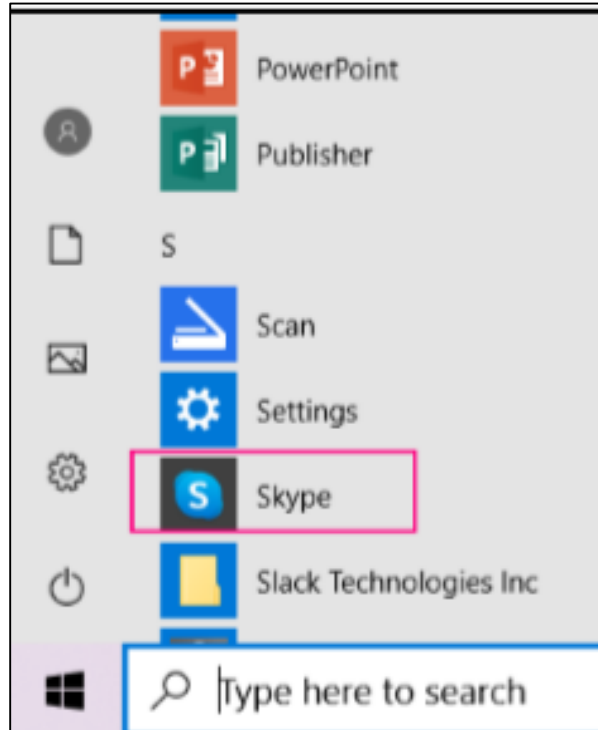 PowerPoint
Publisher
S
Scan
Settings
Skype
Slack Technologies Inc
Type here to search